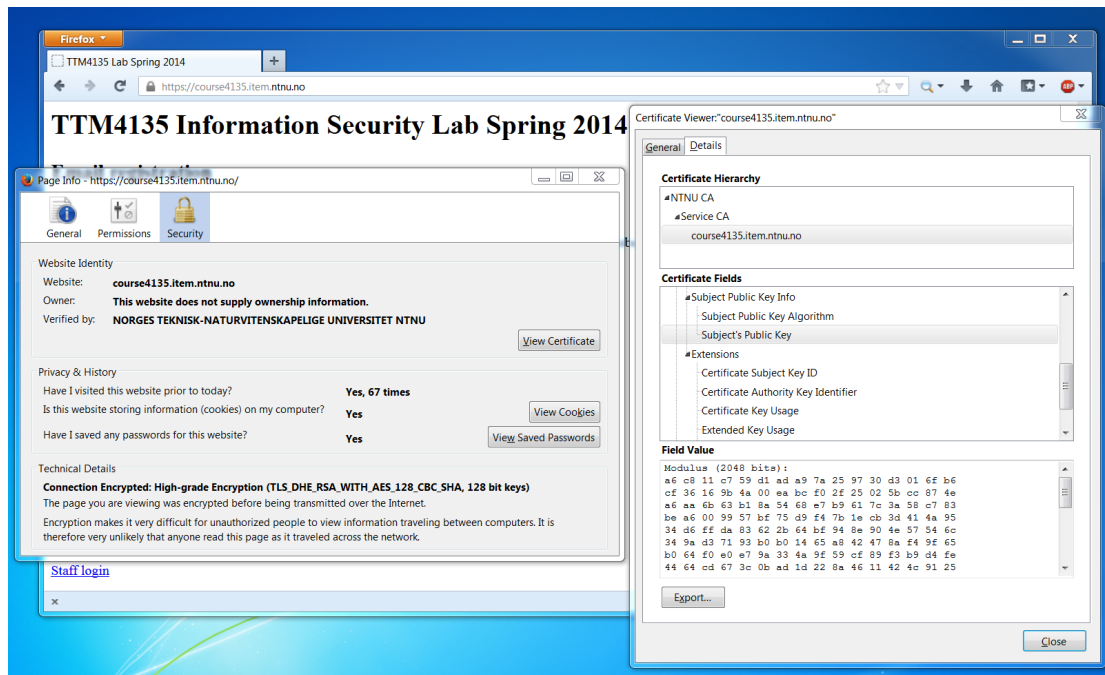 Firefox
TTM4135 Lab Spring 2014
+
https://course4135.item.ntnu.no
ABP
TTM4135 Information Security Lab Spring 2014
Email registration
Page Info - https://course4135.item.ntnu.no/
General Permissions Security
Website Identity
Website: course4135.item.ntnu.no
Owner: This website does not supply ownership information.
Verified by: NORGES TEKNISK-NATURVITENSKAPELIGE UNIVERSITET NTNU
View Certificate
Privacy & History
Have I visited this website prior to today? Yes, 67 times
Is this website storing information (cookies) on my computer? Yes View Cookies
Have I saved any passwords for this website? Yes View Saved Passwords
Technical Details
Connection Encrypted: High-grade Encryption (TLS_DHE_RSA_WITH_AES_128_CBC_SHA, 128 bit keys)
The page you are viewing was encrypted before being transmitted over the Internet.
Encryption makes it very difficult for unauthorized people to view information traveling between computers. It is
therefore very unlikely that anyone read this page as it traveled across the network.
Staff login
x
Certificate Viewer:"course4135.item.ntnu.no"
General Details
Certificate Hierarchy
NTNU CA
Service CA
course4135.item.ntnu.no
Certificate Fields
Subject Public Key Info
Subject Public Key Algorithm
Subject's Public Key
Extensions
Certificate Subject Key ID
Certificate Authority Key Identifier
Certificate Key Usage
Extended Key Usage
Field Value
Modulus (2048 bits):
a6 c8 11 c7 59 d1 ad a9 7a 25 97 30 d3 01 6f b6
cf 36 16 9b 4a 00 ea bc f0 2f 25 02 5b cc 87 4e
a6 aa 6b 63 b1 8a 54 68 e7 b9 61 7c 3a 58 c7 83
be a6 00 99 57 bf 75 d9 f4 7b 1e cb 3d 41 4a 95
34 d6 ff da 83 62 2b 64 bf 94 8e 90 4e 57 54 6c
34 9a d3 71 93 b0 b0 14 65 a8 42 47 8a f4 9f 65
b0 64 f0 e0 e7 9a 33 4a 9f 59 cf 89 f3 b9 d4 fe
44 64 cd 67 3c 0b ad 1d 22 8a 46 11 42 4c 91 25
Export...
Close